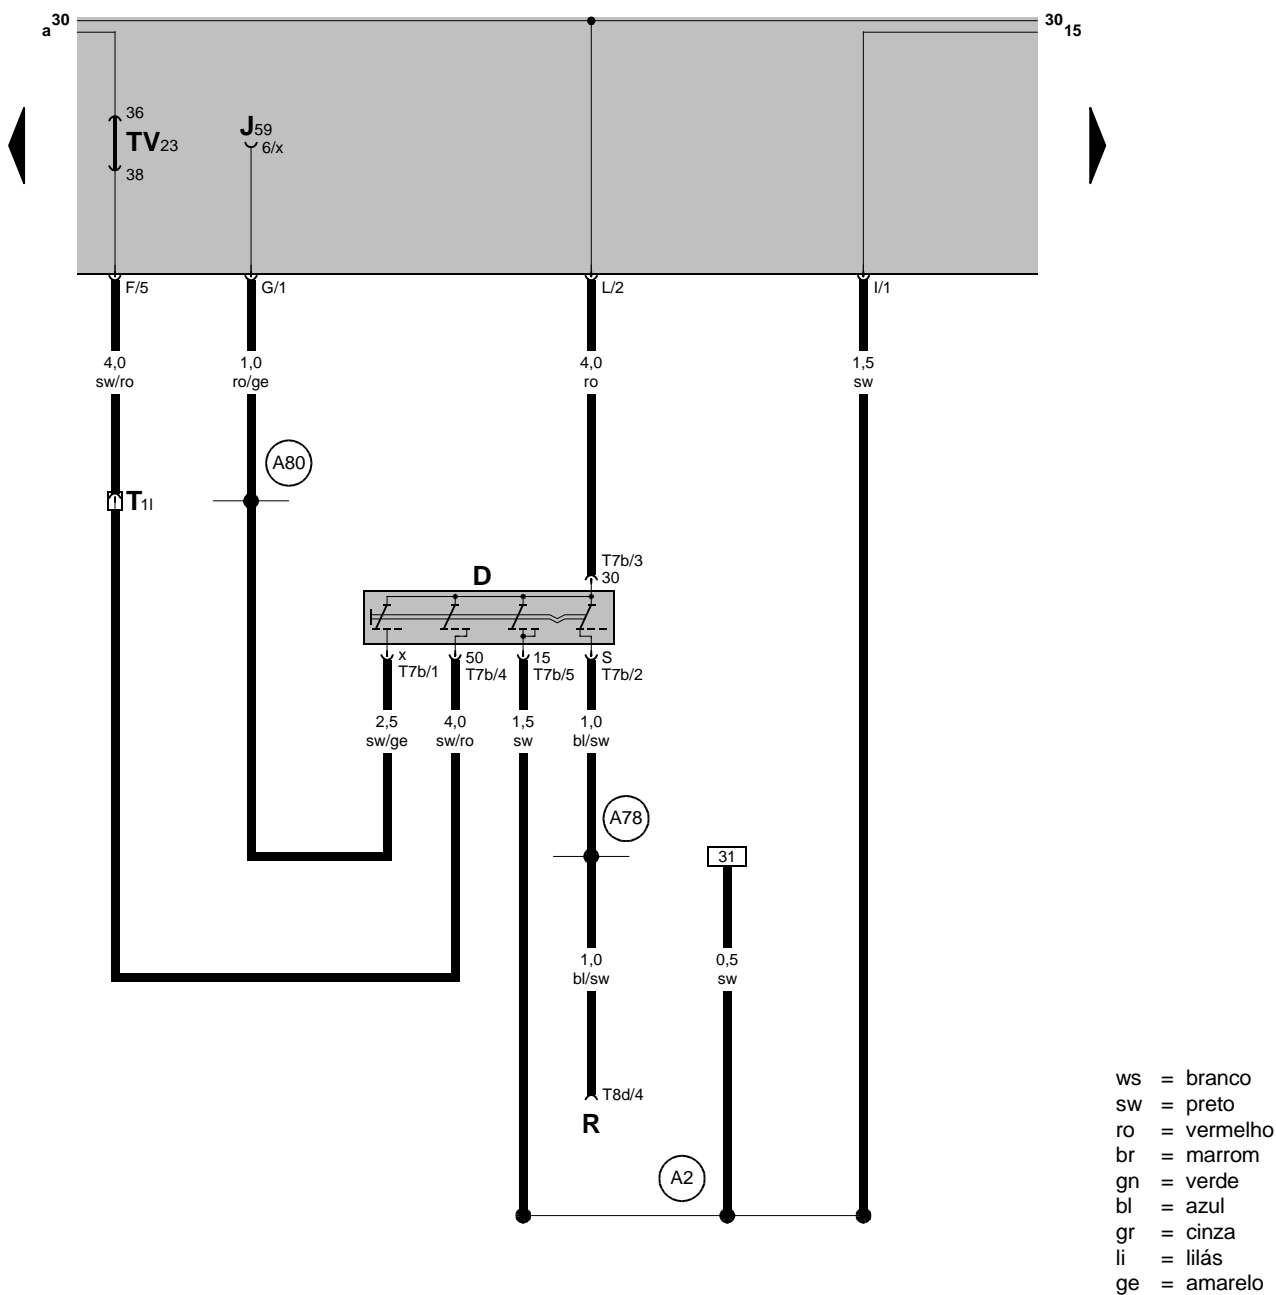 30
a
30
15
36
TV23
38
J59
6/x
F/5
G/1
L/2
I/1
4,0
sw/ro
1,0
ro/ge
4,0
ro
1,5
sw
A80
T1l
T7b/3
30
D
x
T7b/1
50
T7b/4
15
T7b/5
S
T7b/2
2,5
sw/ge
4,0
sw/ro
1,5
sw
1,0
bl/sw
A78
31
1,0
bl/sw
0,5
sw
T8d/4
R
A2
ws = branco
sw = preto
ro = vermelho
br = marrom
gn = verde
bl = azul
gr = cinza
li = lilás
ge = amarelo